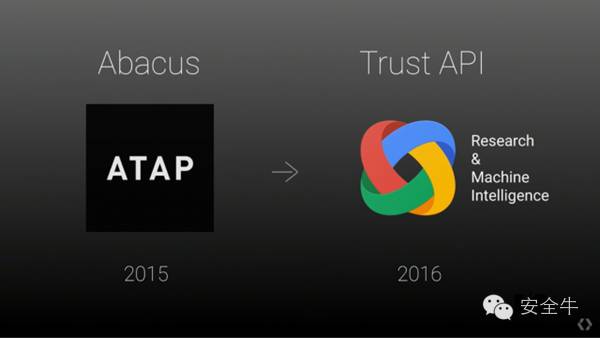 Abacus
Trust API
ATAP
Research
&
Machine
Intelligence
2015
2016
安全牛